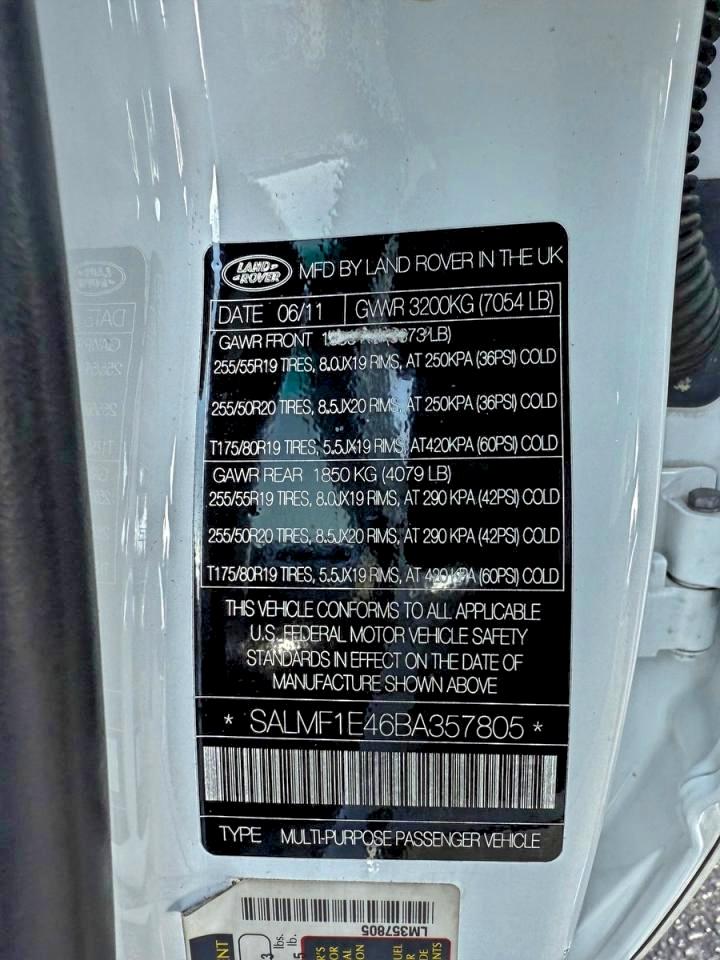 LAND ROVER
MFD BY LAND ROVER IN THE UK
DATE 06/11 GVWR 3200KG (7054 LB)
GAWR FRONT LB)
255/55R19 TIRES, 8.0JX19 RIMS, AT 250KPA (36PSI) COLD
255/50R20 TIRES, 8.5JX20 RIMS, AT 250KPA (36PSI) COLD
T175/80R19 TIRES, 5.5JX19 RIMS, AT420KPA (60PSI) COLD
GAWR REAR 1850 KG (4079 LB)
255/55R19 TIRES, 8.0JX19 RIMS, AT 290 KPA (42PSI) COLD
255/50R20 TIRES, 8.5JX20 RIMS, AT 290 KPA (42PSI) COLD
T175/80R19 TIRES, 5.5JX19 RIMS, AT 420 KPA (60PSI) COLD
THIS VEHICLE CONFORMS TO ALL APPLICABLE
U.S. FEDERAL MOTOR VEHICLE SAFETY
STANDARDS IN EFFECT ON THE DATE OF
MANUFACTURE SHOWN ABOVE
* SALMF1E46BA357805 *
TYPE MULTI-PURPOSE PASSENGER VEHICLE
LM357805
lbs.
lb.